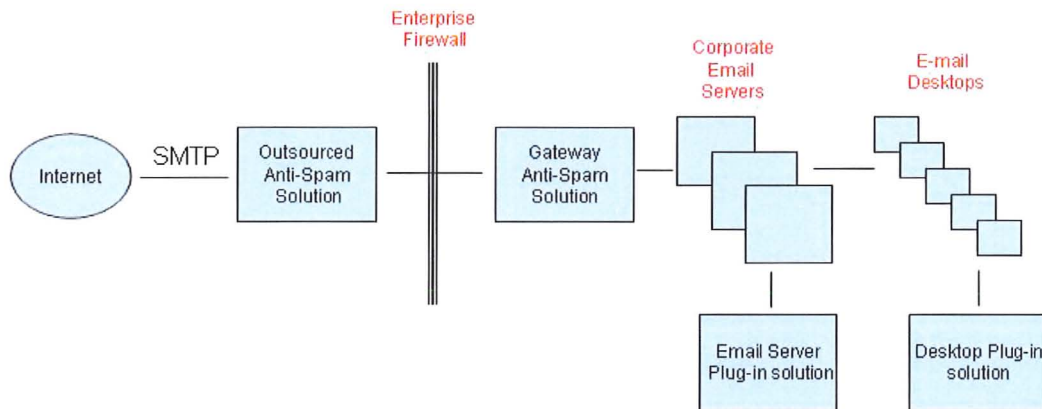 Enterprise
Firewall
Corporate
Email
Servers
E-mail
Desktops
Internet
SMTP
Outsourced
Anti-Spam
Solution
Gateway
Anti-Spam
Solution
Email Server
Plug-in solution
Desktop Plug-in
solution